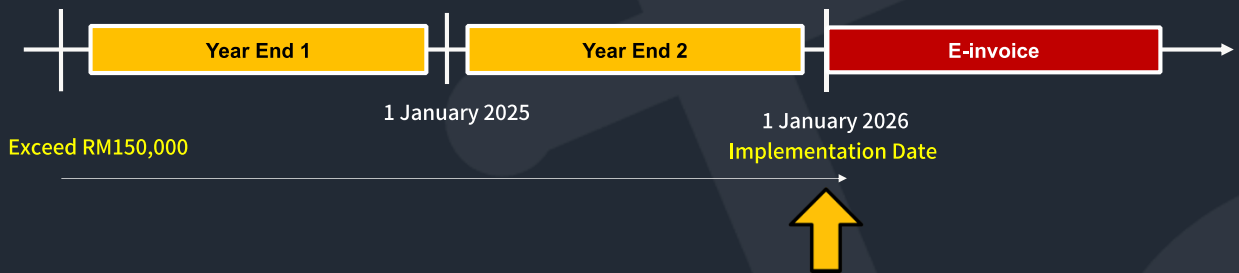 Year End 1
Year End 2
E-invoice
1 January 2025
1 January 2026
Exceed RM150,000
Implementation Date